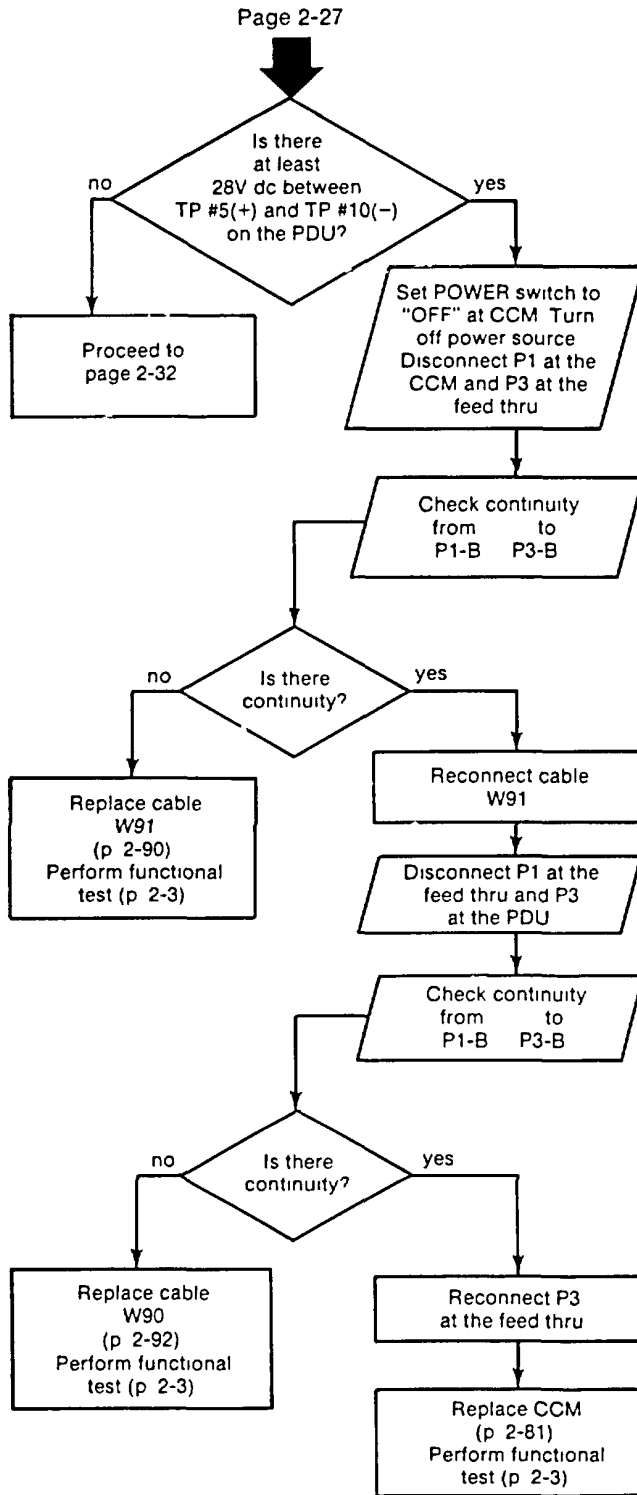 Page 2-27
Is there
at least
28V dc between
TP #5(+) and TP #10(−)
on the PDU?
no
yes
Proceed to
page 2-32
Set POWER switch to
"OFF" at CCM Turn
off power source
Disconnect P1 at the
CCM and P3 at the
feed thru
Check continuity
from to
P1-B P3-B
Is there
continuity?
no
yes
Replace cable
W91
(p 2-90)
Perform functional
test (p 2-3)
Reconnect cable
W91
Disconnect P1 at the
feed thru and P3
at the PDU
Check continuity
from to
P1-B P3-B
Is there
continuity?
no
yes
Replace cable
W90
(p 2-92)
Perform functional
test (p 2-3)
Reconnect P3
at the feed thru
Replace CCM
(p 2-81)
Perform functional
test (p 2-3)